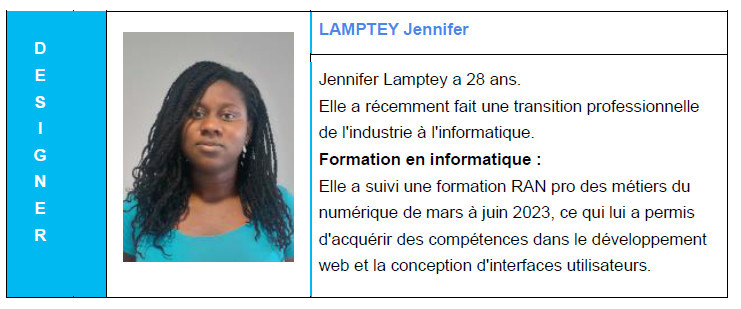 DESIGNER
LAMPTEY Jennifer
Jennifer Lamptey a 28 ans.
Elle a récemment fait une transition professionnelle
de l'industrie à l'informatique.
Formation en informatique :
Elle a suivi une formation RAN pro des métiers du
numérique de mars à juin 2023, ce qui lui a permis
d'acquérir des compétences dans le développement
web et la conception d'interfaces utilisateurs.